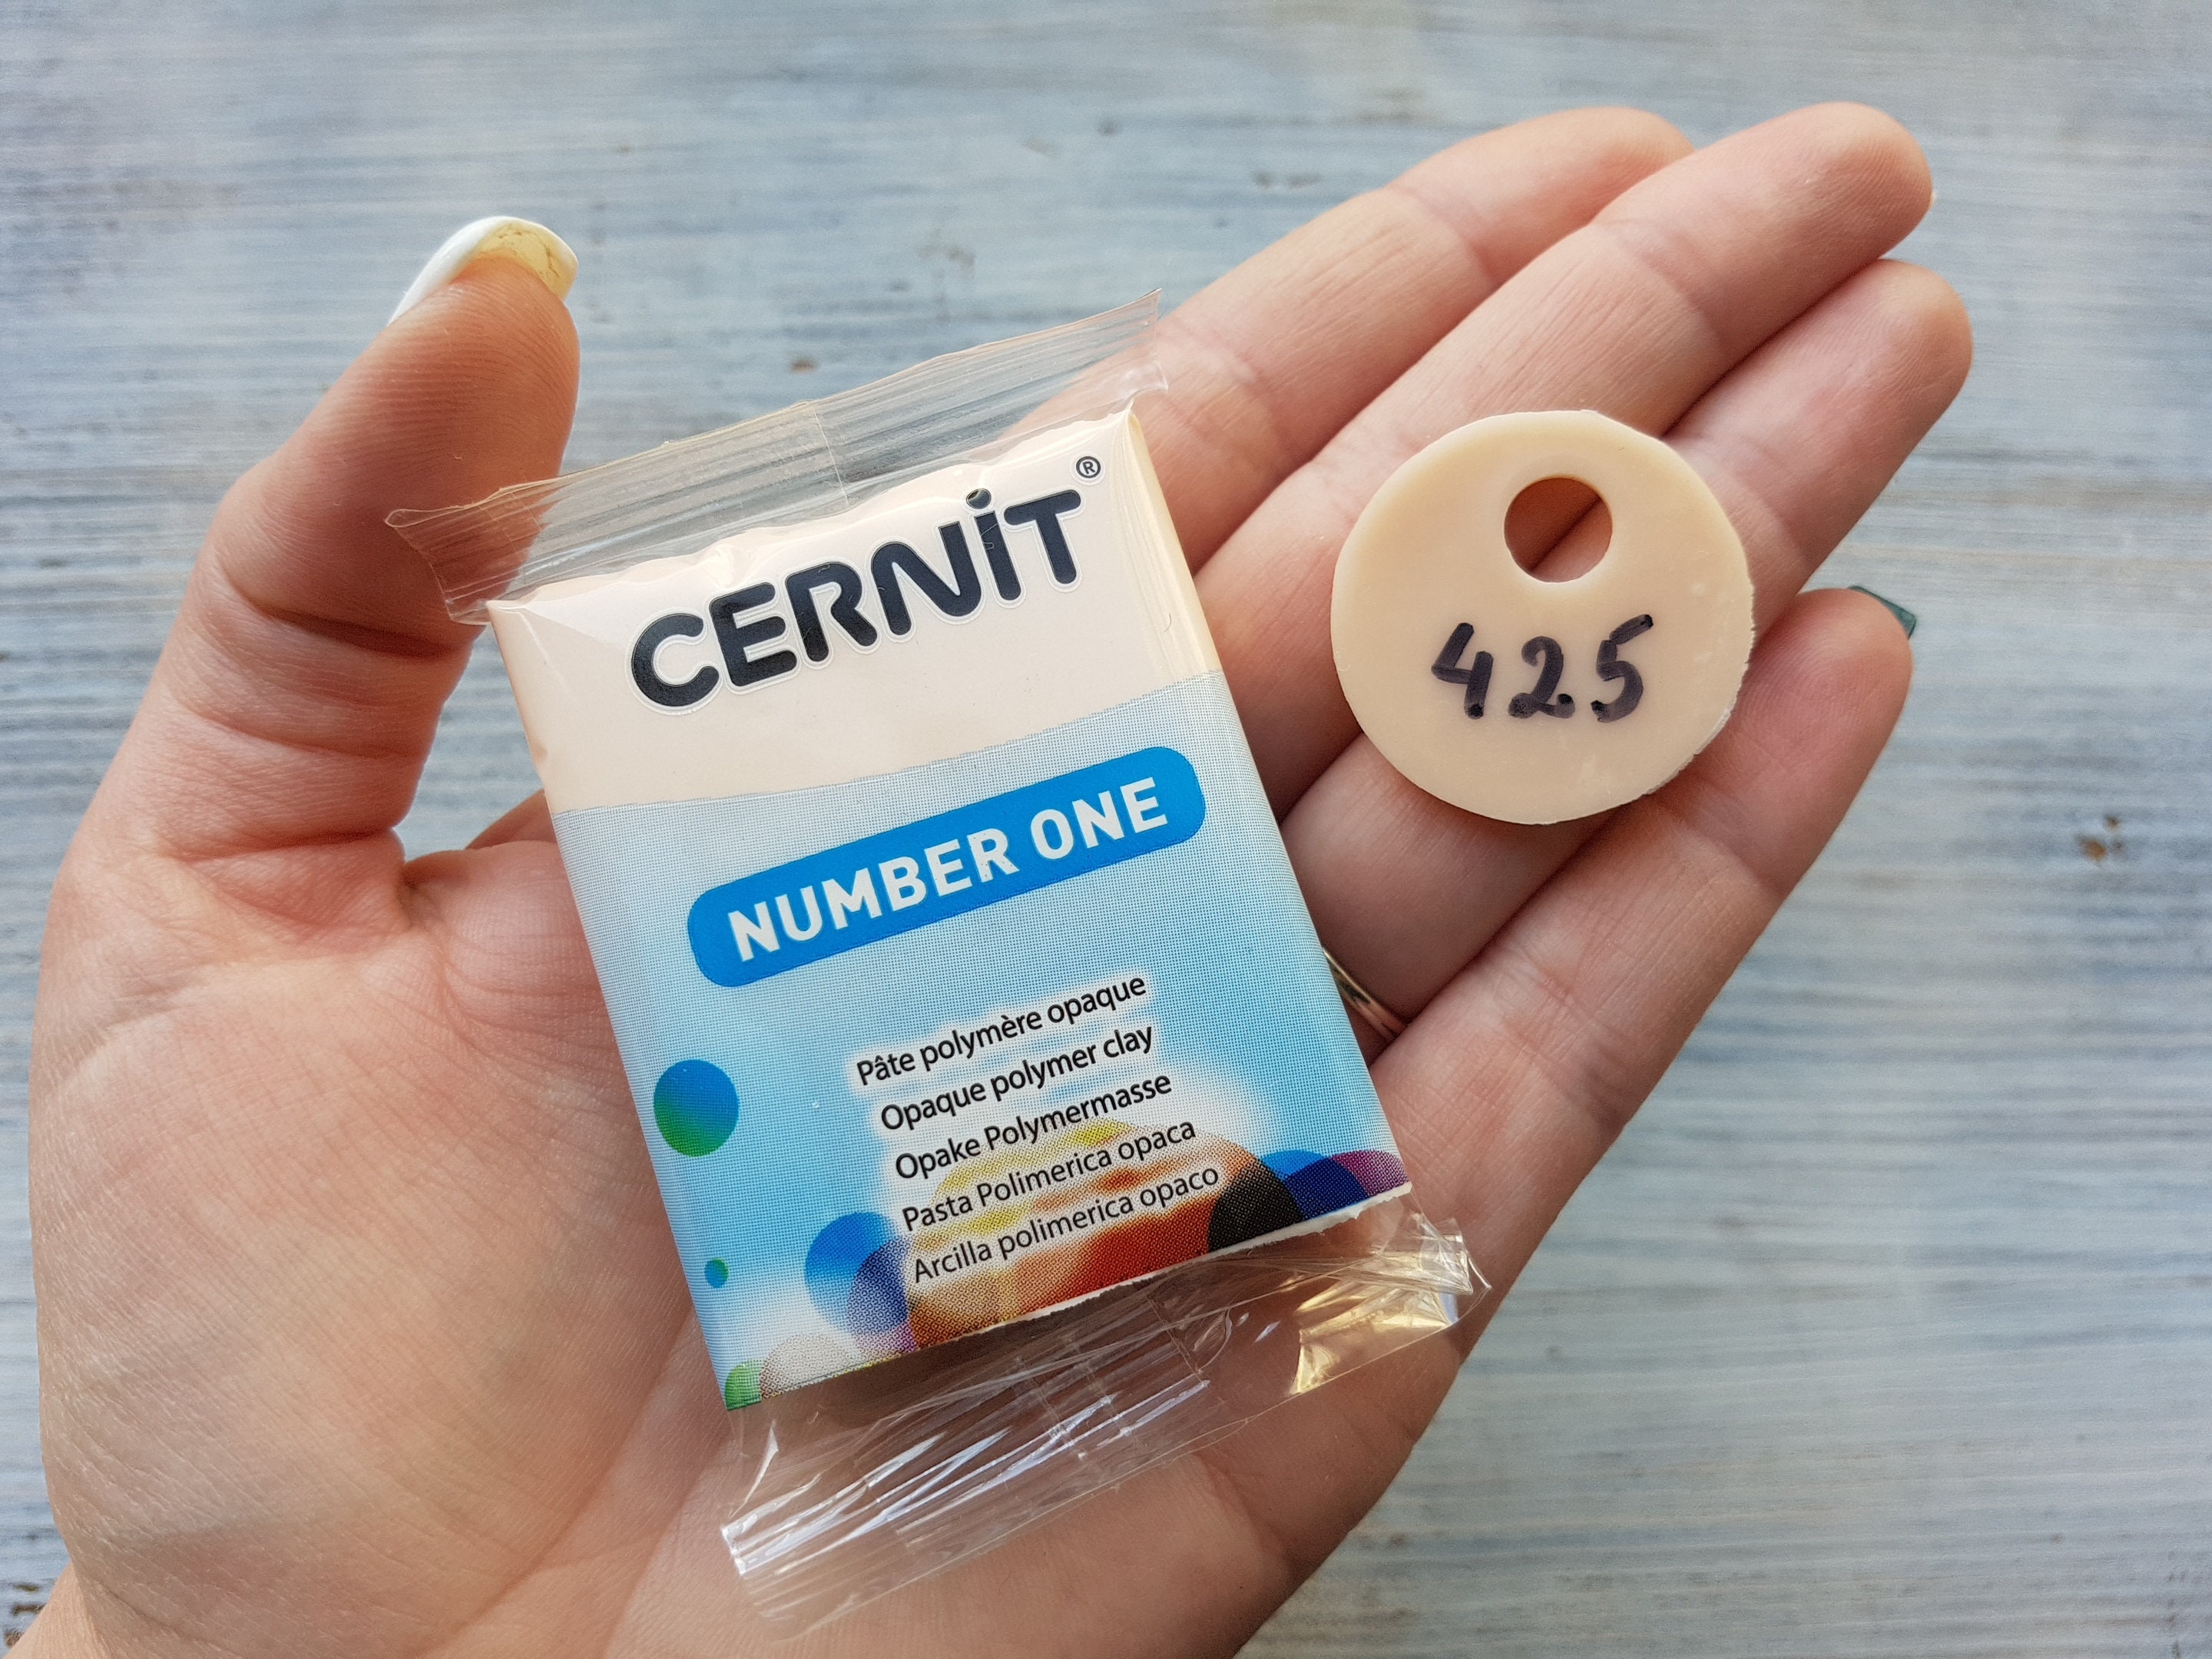 CERNiT®
NUMBER ONE
Pâte polymère opaque
Opaque polymer clay
Opake Polymermasse
Pasta Polimerica opaca
Arcilla polimerica opaco
425